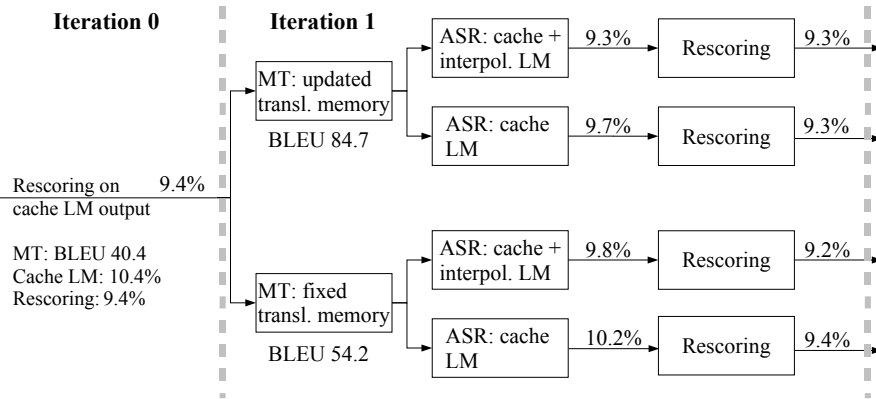 Iteration 0
Iteration 1
Rescoring on
cache LM output
9.4%
MT: BLEU 40.4
Cache LM: 10.4%
Rescoring: 9.4%
MT: updated
transl. memory
BLEU 84.7
ASR: cache +
interpol. LM
9.3%
Rescoring
9.3%
ASR: cache
LM
9.7%
Rescoring
9.3%
MT: fixed
transl. memory
BLEU 54.2
ASR: cache +
interpol. LM
9.8%
Rescoring
9.2%
ASR: cache
LM
10.2%
Rescoring
9.4%